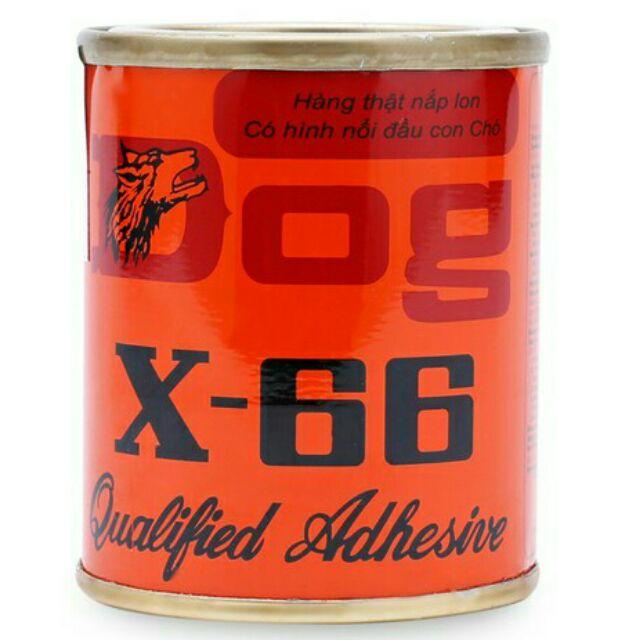 Hàng thật nắp lon
Có hình nổi đầu con Chó
Dog
X-66
Qualified Adhesive